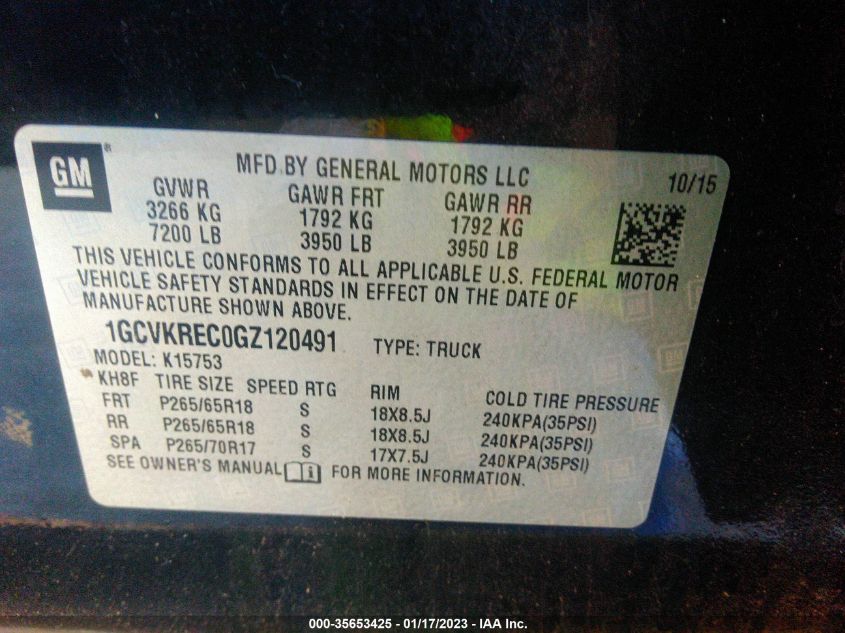 GM ®
MFD BY GENERAL MOTORS LLC
10/15
GVWR GAWR FRT GAWR RR
3266 KG 1792 KG 1792 KG
7200 LB 3950 LB 3950 LB
THIS VEHICLE CONFORMS TO ALL APPLICABLE U.S. FEDERAL MOTOR
VEHICLE SAFETY STANDARDS IN EFFECT ON THE DATE OF
MANUFACTURE SHOWN ABOVE.
1GCVKREC0GZ120491 TYPE: TRUCK
MODEL: K15753
KH8F TIRE SIZE SPEED RTG RIM COLD TIRE PRESSURE
FRT P265/65R18 S 18X8.5J 240KPA(35PSI)
RR P265/65R18 S 18X8.5J 240KPA(35PSI)
SPA P265/70R17 S 17X7.5J 240KPA(35PSI)
SEE OWNER'S MANUAL FOR MORE INFORMATION.
000-35653425 - 01/17/2023 - IAA Inc.